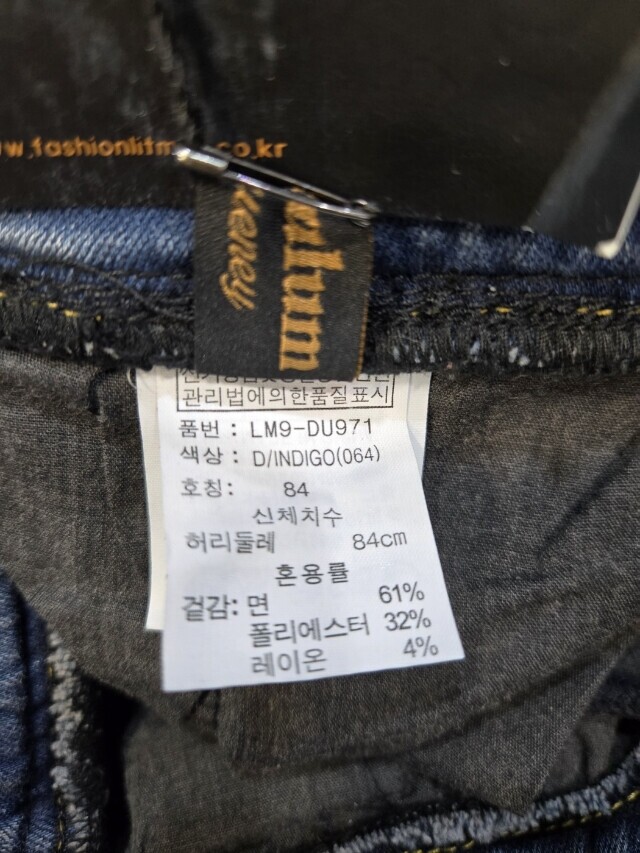 관리법에의한품질표시
품번 : LM9-DU971
색상 : D/INDIGO(064)
호칭 : 84
신체치수
허리둘레 84cm
혼용률
겉감: 면 61%
폴리에스터 32%
레이온 4%